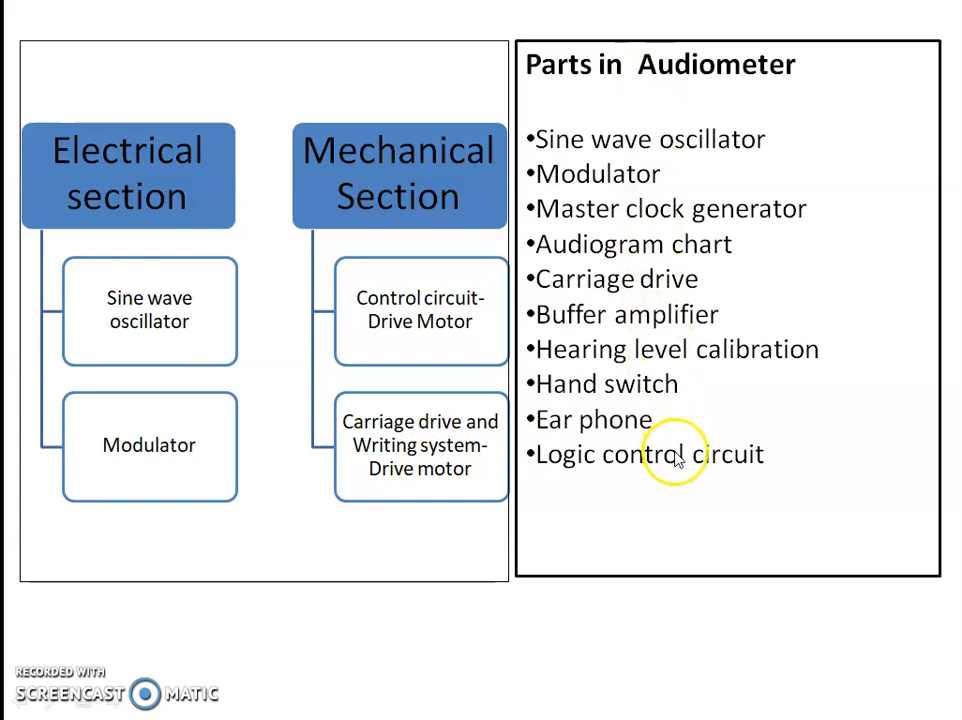 Electrical
section
Sine wave
oscillator
Modulator
Mechanical
Section
Control circuit-
Drive Motor
Carriage drive and
Writing system-
Drive motor
Parts in Audiometer
•Sine wave oscillator
•Modulator
•Master clock generator
•Audiogram chart
•Carriage drive
•Buffer amplifier
•Hearing level calibration
•Hand switch
•Ear phone
•Logic control circuit
RECORDED WITH
SCREENCAST MATIC